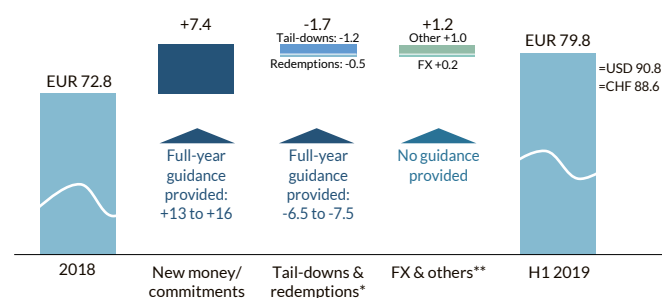 +7.4
-1.7
+1.2
Tail-downs: -1.2
Other +1.0
EUR 79.8
Redemptions: -0.5
FX +0.2
=USD 90.8
=CHF 88.6
EUR 72.8
Full-year
guidance
provided:
+13 to +16
Full-year
guidance
provided:
-6.5 to -7.5
No guidance
provided
2018
New money/
commitments
Tail-downs &
redemptions*
FX & others**
H1 2019